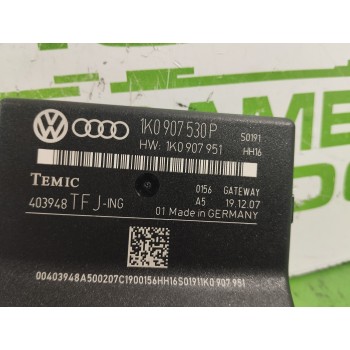 1K0 907 530 P
S0191
HW: 1K0 907 951
HH16
TEMIC
0156 GATEWAY
403948 TFJ-ING
A5 19.12.07
01 Made in GERMANY
00403948A500207C1900156HH16S01911K0 907 951